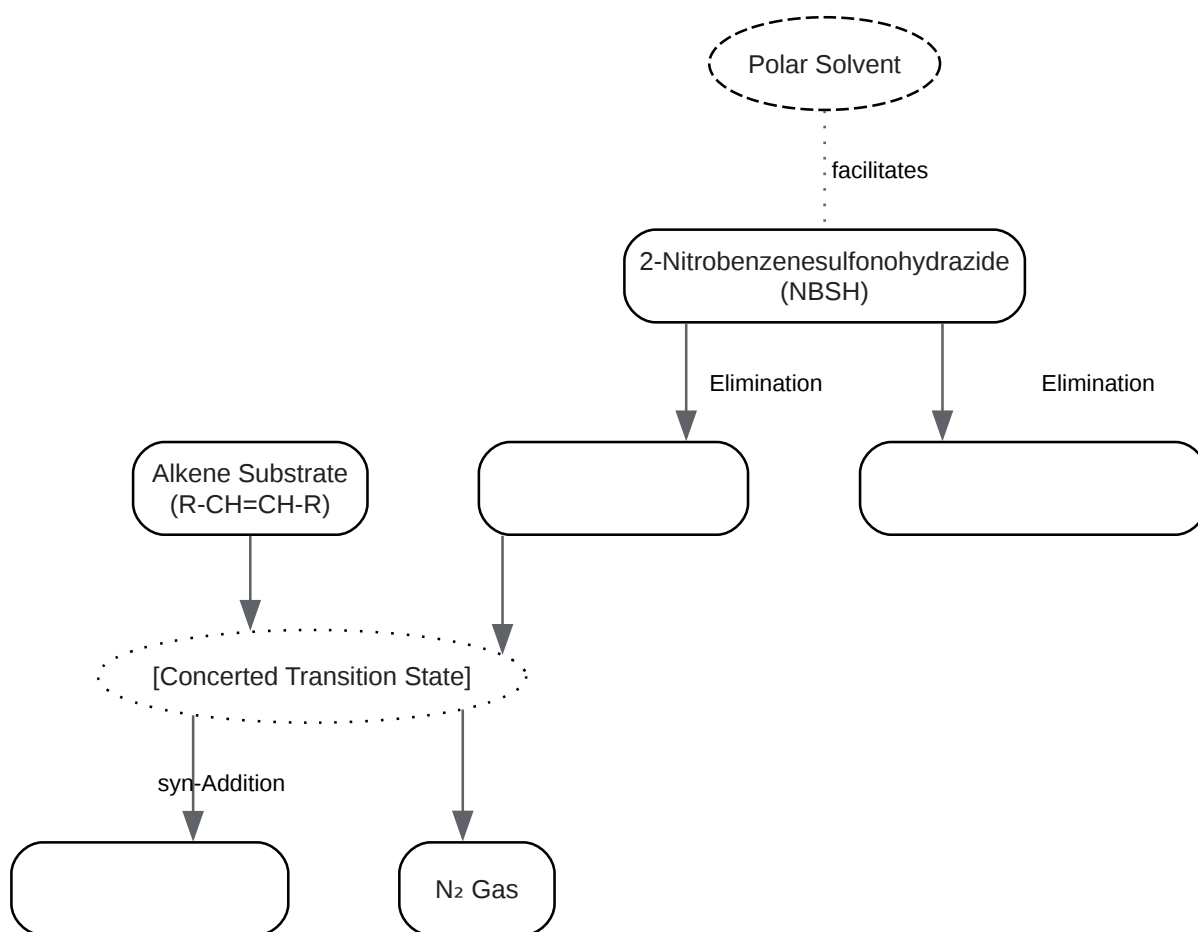 Polar Solvent
facilitates
2-Nitrobenzenesulfonohydrazide
(NBSH)
Elimination
Elimination
Alkene Substrate
(R-CH=CH-R)
[Concerted Transition State]
syn-Addition
N₂ Gas